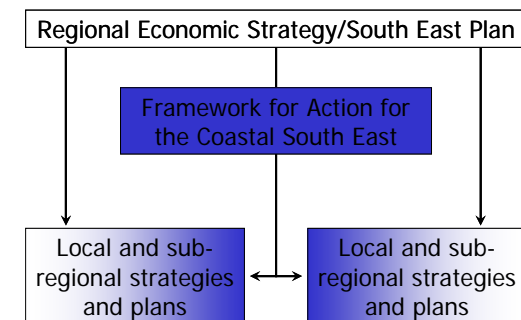 Regional Economic Strategy/South East Plan
Framework for Action for
the Coastal South East
Local and sub-
regional strategies
and plans
Local and sub-
regional strategies
and plans